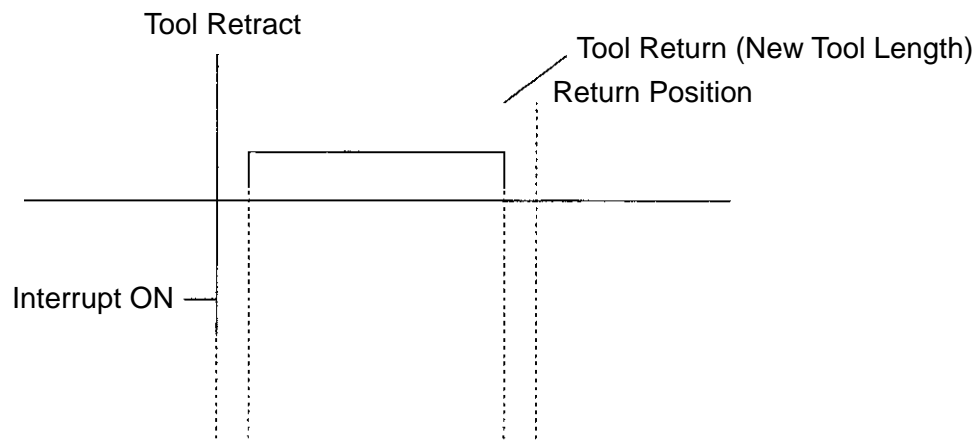 Tool Retract
Tool Return (New Tool Length)
Return Position
Interrupt ON